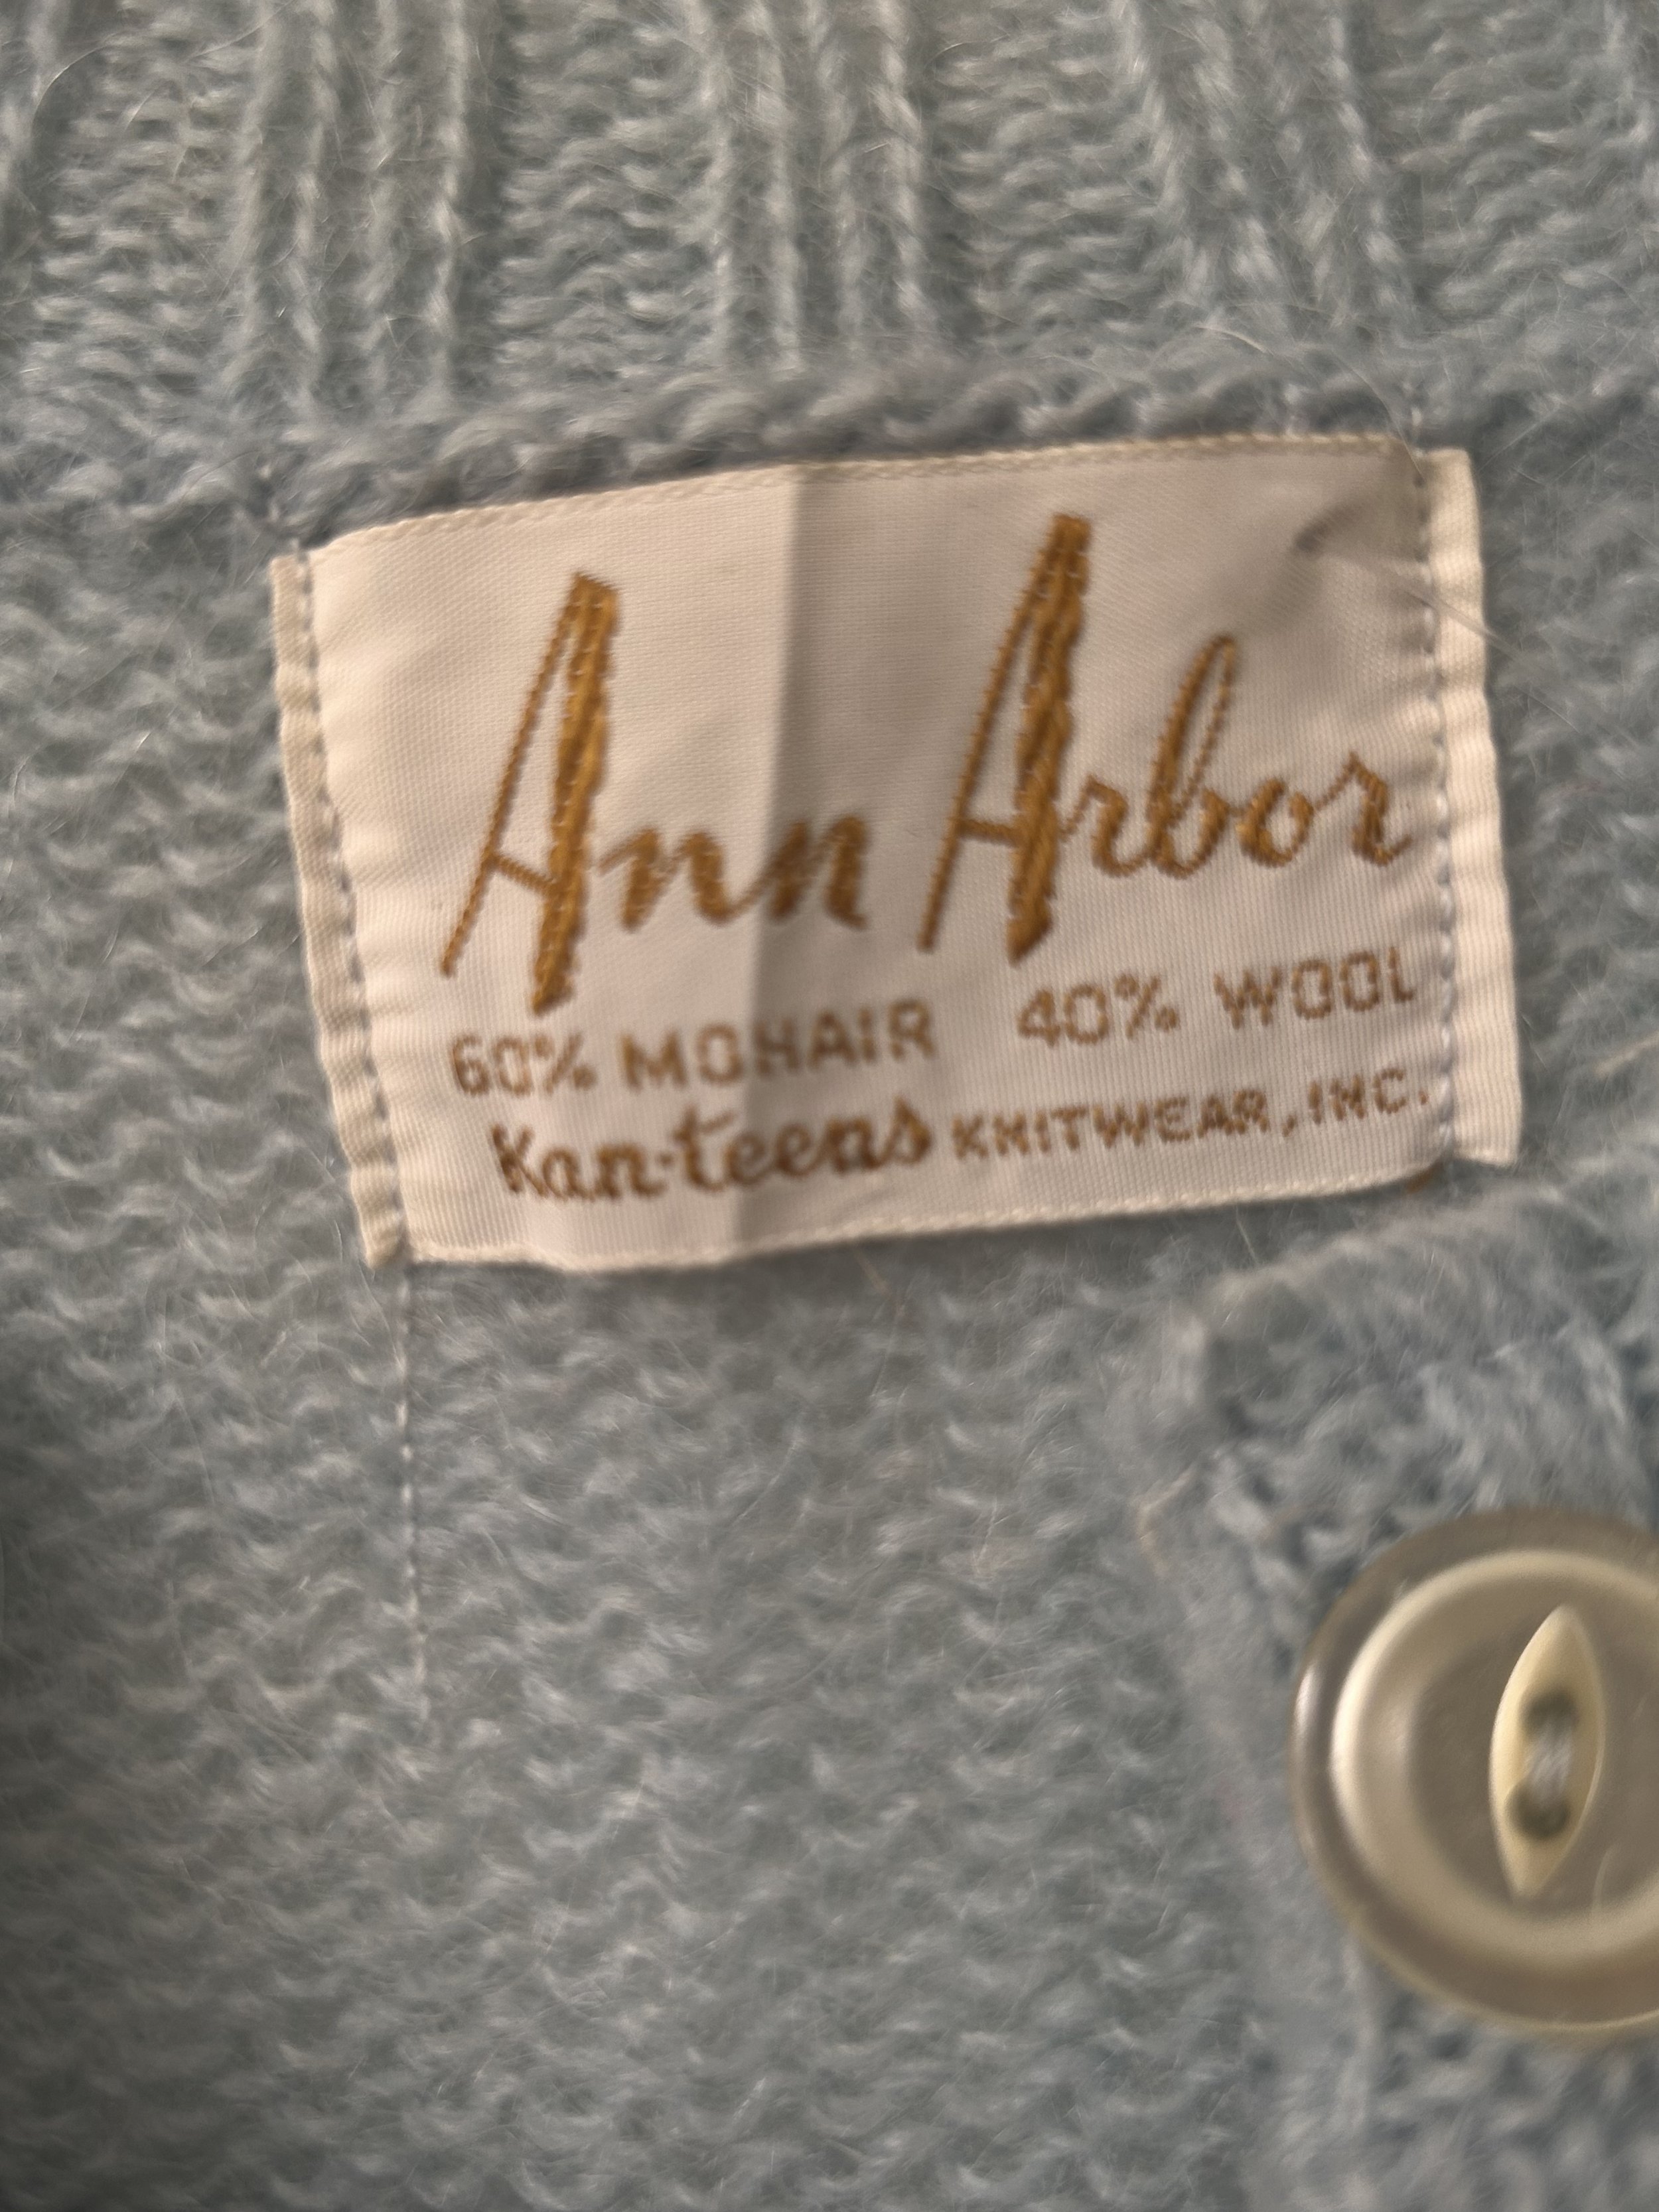 Ann Arbor
60% MOHAIR 40% WOOL
Kan-teens KNITWEAR, INC.